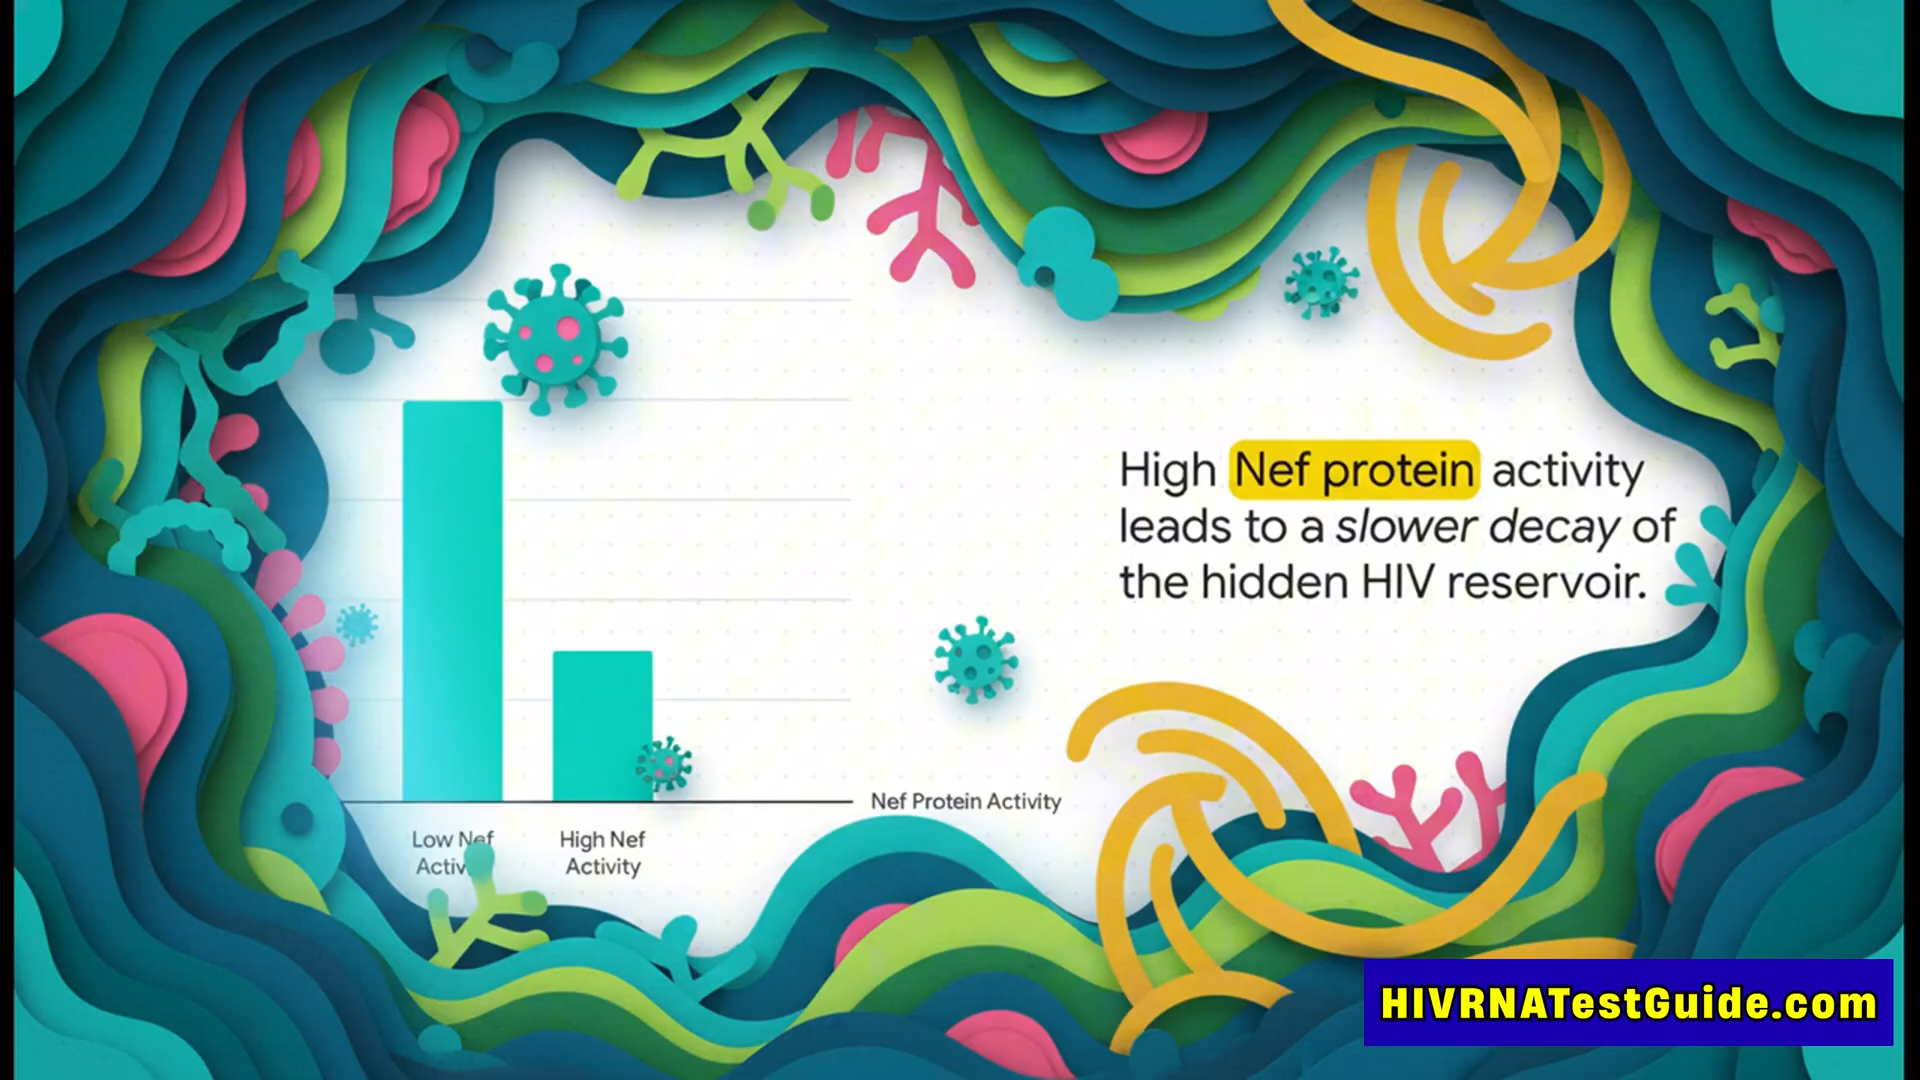 High Nef protein activity
leads to a slower decay of
the hidden HIV reservoir.
Nef Protein Activity
Low Nef
Activ
High Nef
Activity
HIVRNATestGuide.com